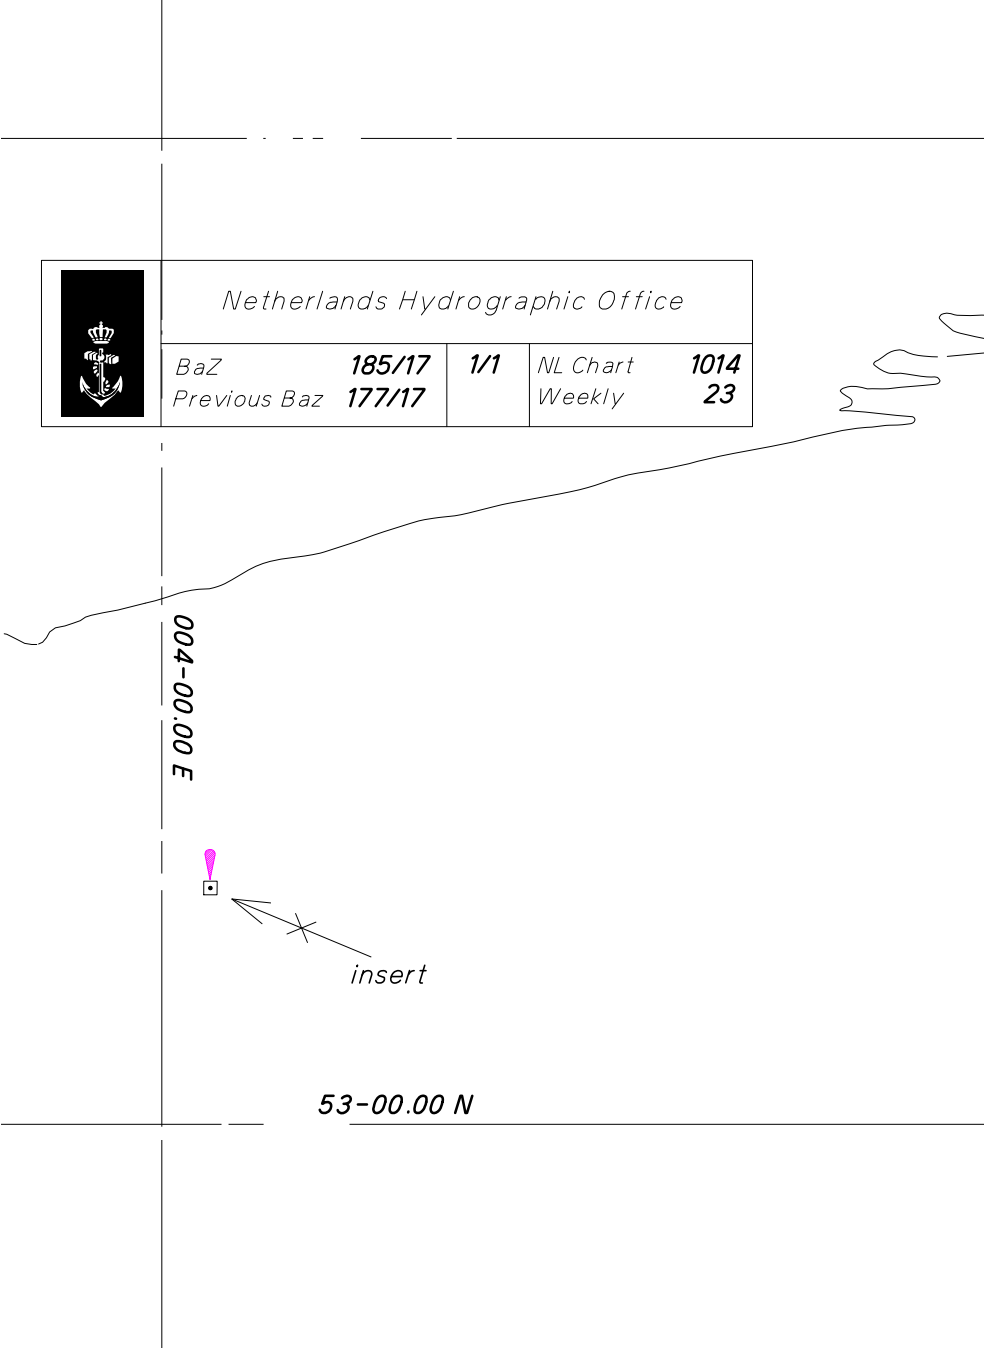 Netherlands Hydrographic Office
BaZ 185/17 1/1 NL Chart 1014
Previous Baz 177/17 Weekly 23
004-00.00 E
insert
53-00.00 N